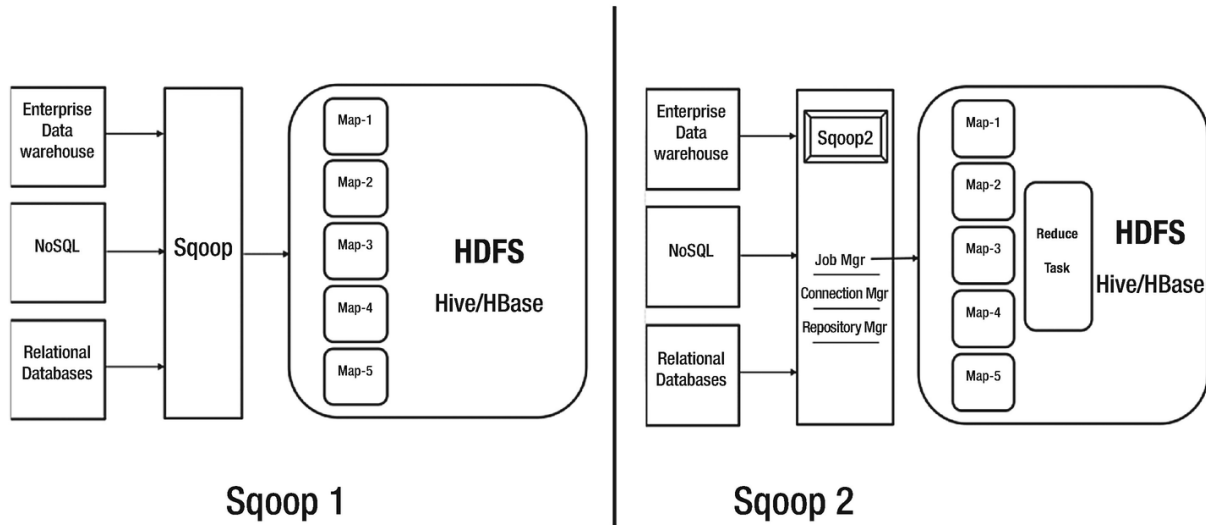 Enterprise
Data
warehouse
NoSQL
Relational
Databases
Sqoop
Map-1
Map-2
Map-3
Map-4
Map-5
HDFS
Hive/HBase
Sqoop 1
Enterprise
Data
warehouse
NoSQL
Relational
Databases
Sqoop2
Job Mgr
Connection Mgr
Repository Mgr
Map-1
Map-2
Map-3
Map-4
Map-5
Reduce
Task
HDFS
Hive/HBase
Sqoop 2